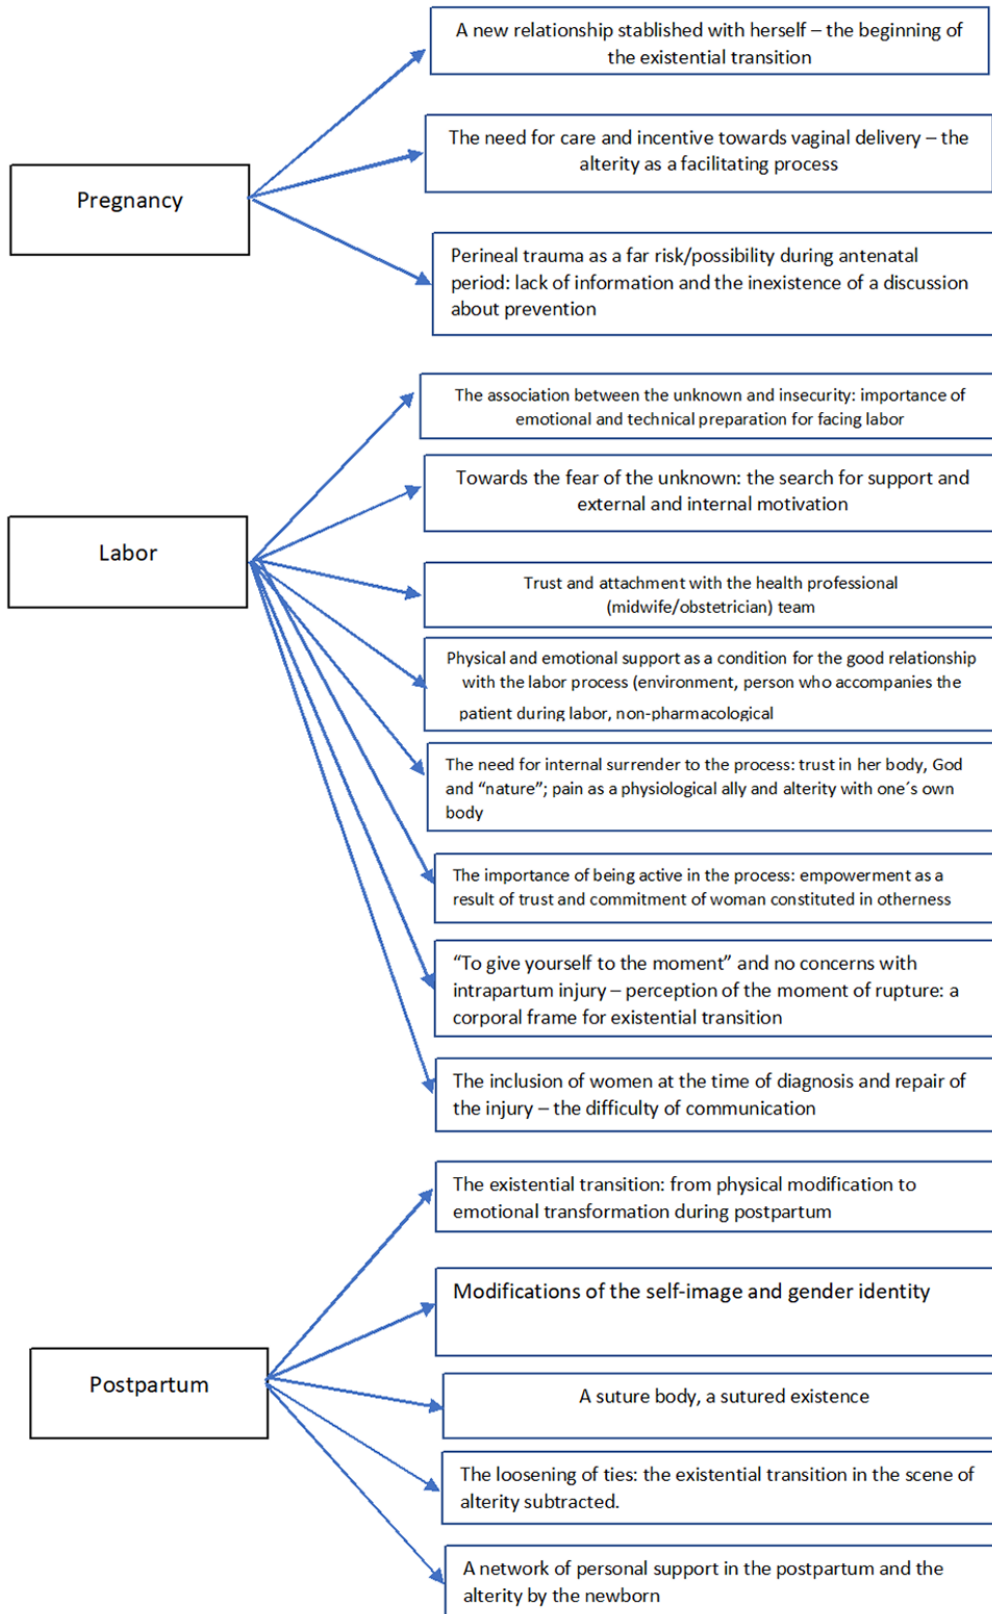 A new relationship stablished with herself – the beginning of
the existential transition
The need for care and incentive towards vaginal delivery – the
alterity as a facilitating process
Pregnancy
Perineal trauma as a far risk/possibility during antenatal
period: lack of information and the inexistence of a discussion
about prevention
The association between the unknown and insecurity: importance of
emotional and technical preparation for facing labor
Towards the fear of the unknown: the search for support and
external and internal motivation
Labor
Trust and attachment with the health professional
(midwife/obstetrician) team
Physical and emotional support as a condition for the good relationship
with the labor process (environment, person who accompanies the
patient during labor, non-pharmacological
The need for internal surrender to the process: trust in her body, God
and “nature”; pain as a physiological ally and alterity with one´s own
body
The importance of being active in the process: empowerment as a
result of trust and commitment of woman constituted in otherness
“To give yourself to the moment” and no concerns with
intrapartum injury – perception of the moment of rupture: a
corporal frame for existential transition
The inclusion of women at the time of diagnosis and repair of
the injury – the difficulty of communication
The existential transition: from physical modification to
emotional transformation during postpartum
Modifications of the self-image and gender identity
Postpartum
A suture body, a sutured existence
The loosening of ties: the existential transition in the scene of
alterity subtracted.
A network of personal support in the postpartum and the
alterity by the newborn